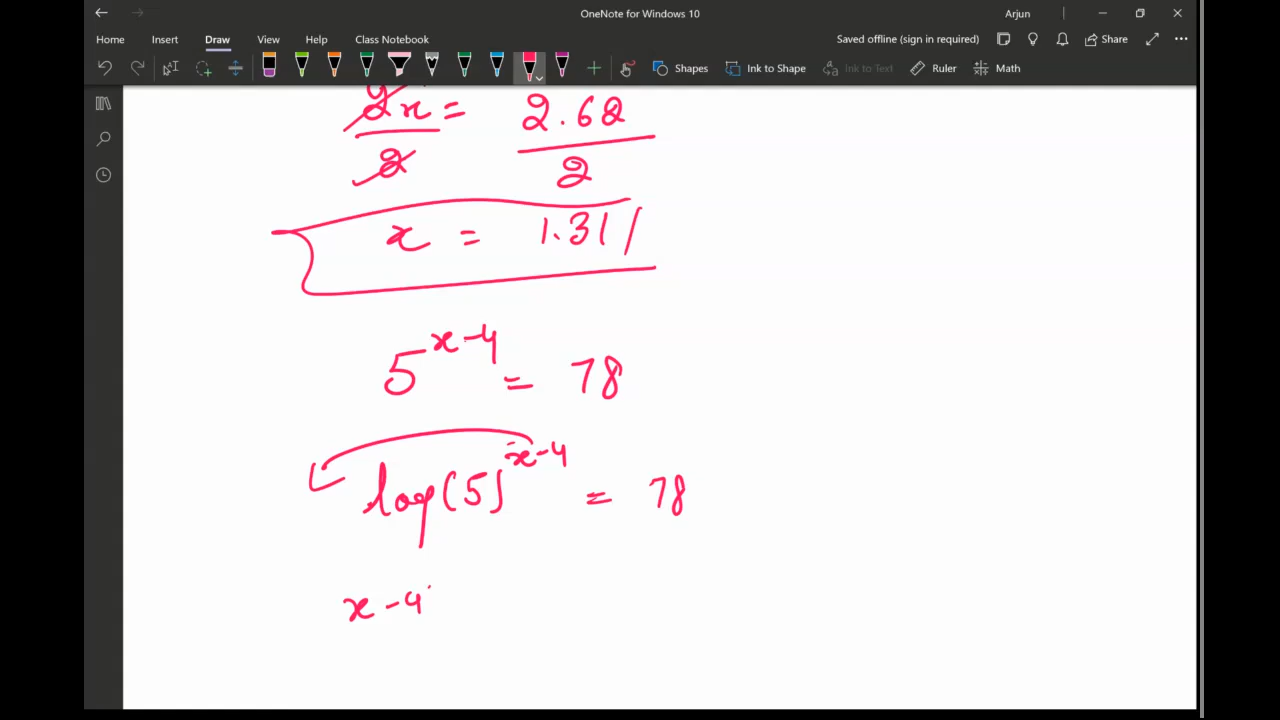 OneNote for Windows 10
Arjun
Home Insert Draw View Help Class Notebook
Saved offline (sign in required) Share
Shapes Ink to Shape Ink to Text Ruler Math
2x = 2.62
2 2
x = 1.31
5^{x-4} = 78
log(5)^{x-4} = 78
x-4